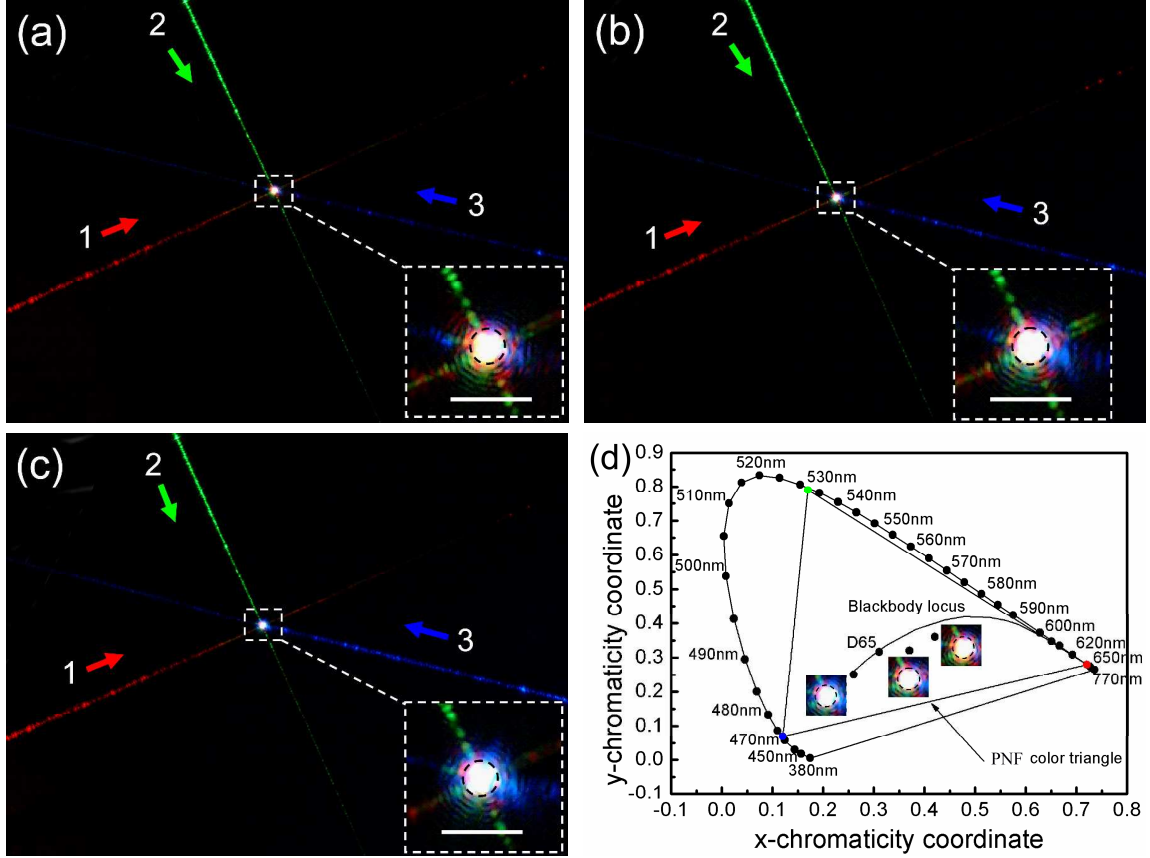 (a)
2
1
3
(b)
2
1
3
(c)
2
1
3
(d)
y-chromaticity coordinate
0.9
0.8
0.7
0.6
0.5
0.4
0.3
0.2
0.1
0.0
-0.1
520nm
530nm
510nm
540nm
550nm
560nm
500nm
570nm
580nm
590nm
Blackbody locus
600nm
D65
620nm
490nm
650nm
770nm
480nm
470nm
450nm
380nm
PNF color triangle
-0.1 0.0 0.1 0.2 0.3 0.4 0.5 0.6 0.7 0.8
x-chromaticity coordinate